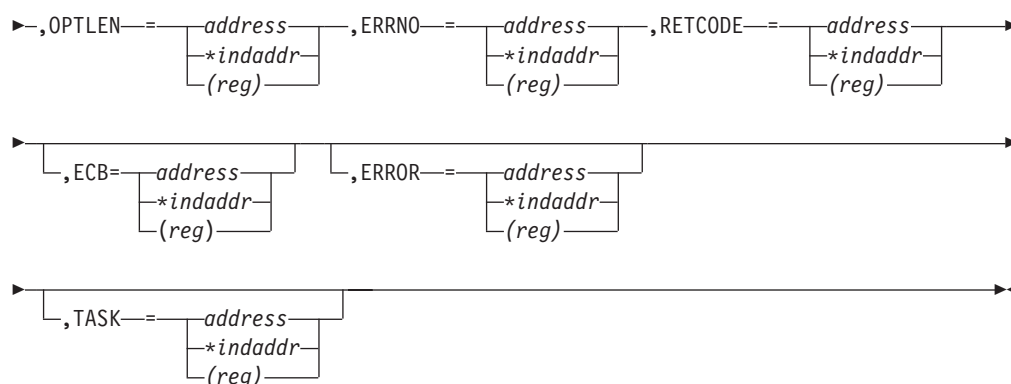 ,OPTLEN = address ,ERRNO = address ,RETCODE = address
*indaddr *indaddr *indaddr
(reg) (reg) (reg)
,ECB= address ,ERROR = address
*indaddr *indaddr
(reg) (reg)
,TASK = address
*indaddr
(reg)